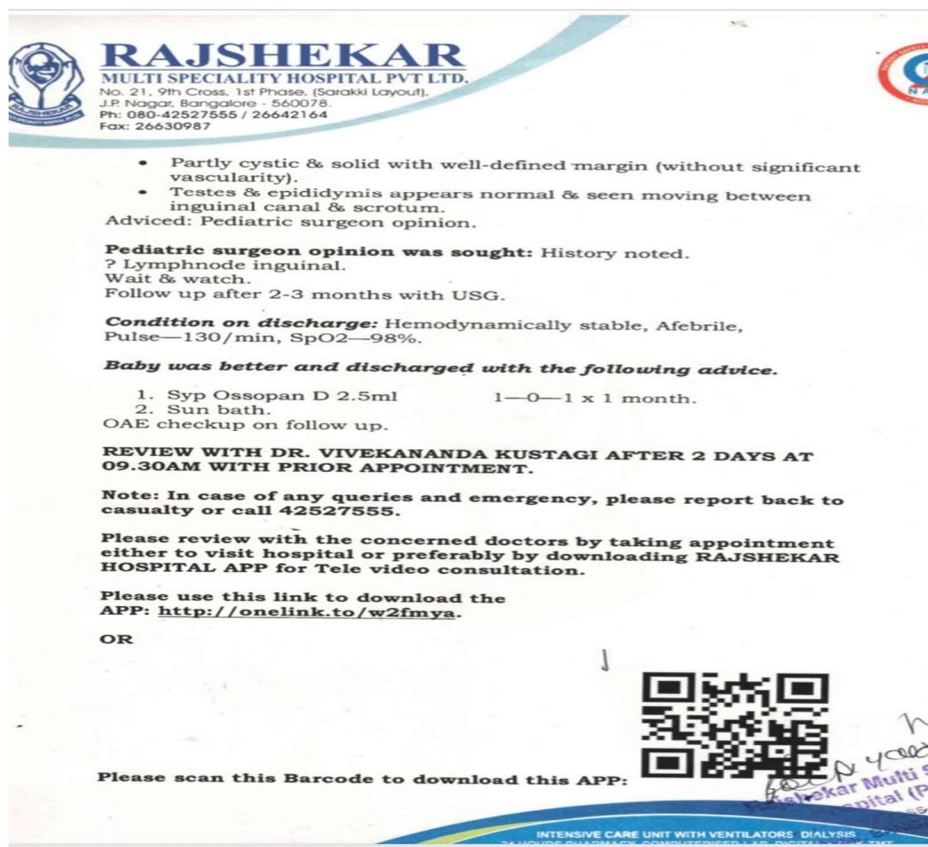 RAJSHEKAR
MULTI SPECIALITY HOSPITAL PVT LTD.
No. 21, 9th Cross, 1st Phase, (Sarakki Layout),
J.P. Nagar, Bangalore - 560078.
Ph: 080-42527555 / 26642164
Fax: 26630987
• Partly cystic & solid with well-defined margin (without significant
vascularity).
• Testes & epididymis appears normal & seen moving between
inguinal canal & scrotum.
Adviced: Pediatric surgeon opinion.
Pediatric surgeon opinion was sought: History noted.
? Lymphnode inguinal.
Wait & watch.
Follow up after 2-3 months with USG.
Condition on discharge: Hemodynamically stable, Afebrile,
Pulse—130/min, SpO2—98%.
Baby was better and discharged with the following advice.
1. Syp Ossopan D 2.5ml 1—0—1 x 1 month.
2. Sun bath.
OAE checkup on follow up.
REVIEW WITH DR. VIVEKANANDA KUSTAGI AFTER 2 DAYS AT
09.30AM WITH PRIOR APPOINTMENT.
Note: In case of any queries and emergency, please report back to
casualty or call 42527555.
Please review with the concerned doctors by taking appointment
either to visit hospital or preferably by downloading RAJSHEKAR
HOSPITAL APP for Tele video consultation.
Please use this link to download the
APP: http://onelink.to/w2fmya.
OR
Please scan this Barcode to download this APP:
INTENSIVE CARE UNIT WITH VENTILATORS, DIALYSIS